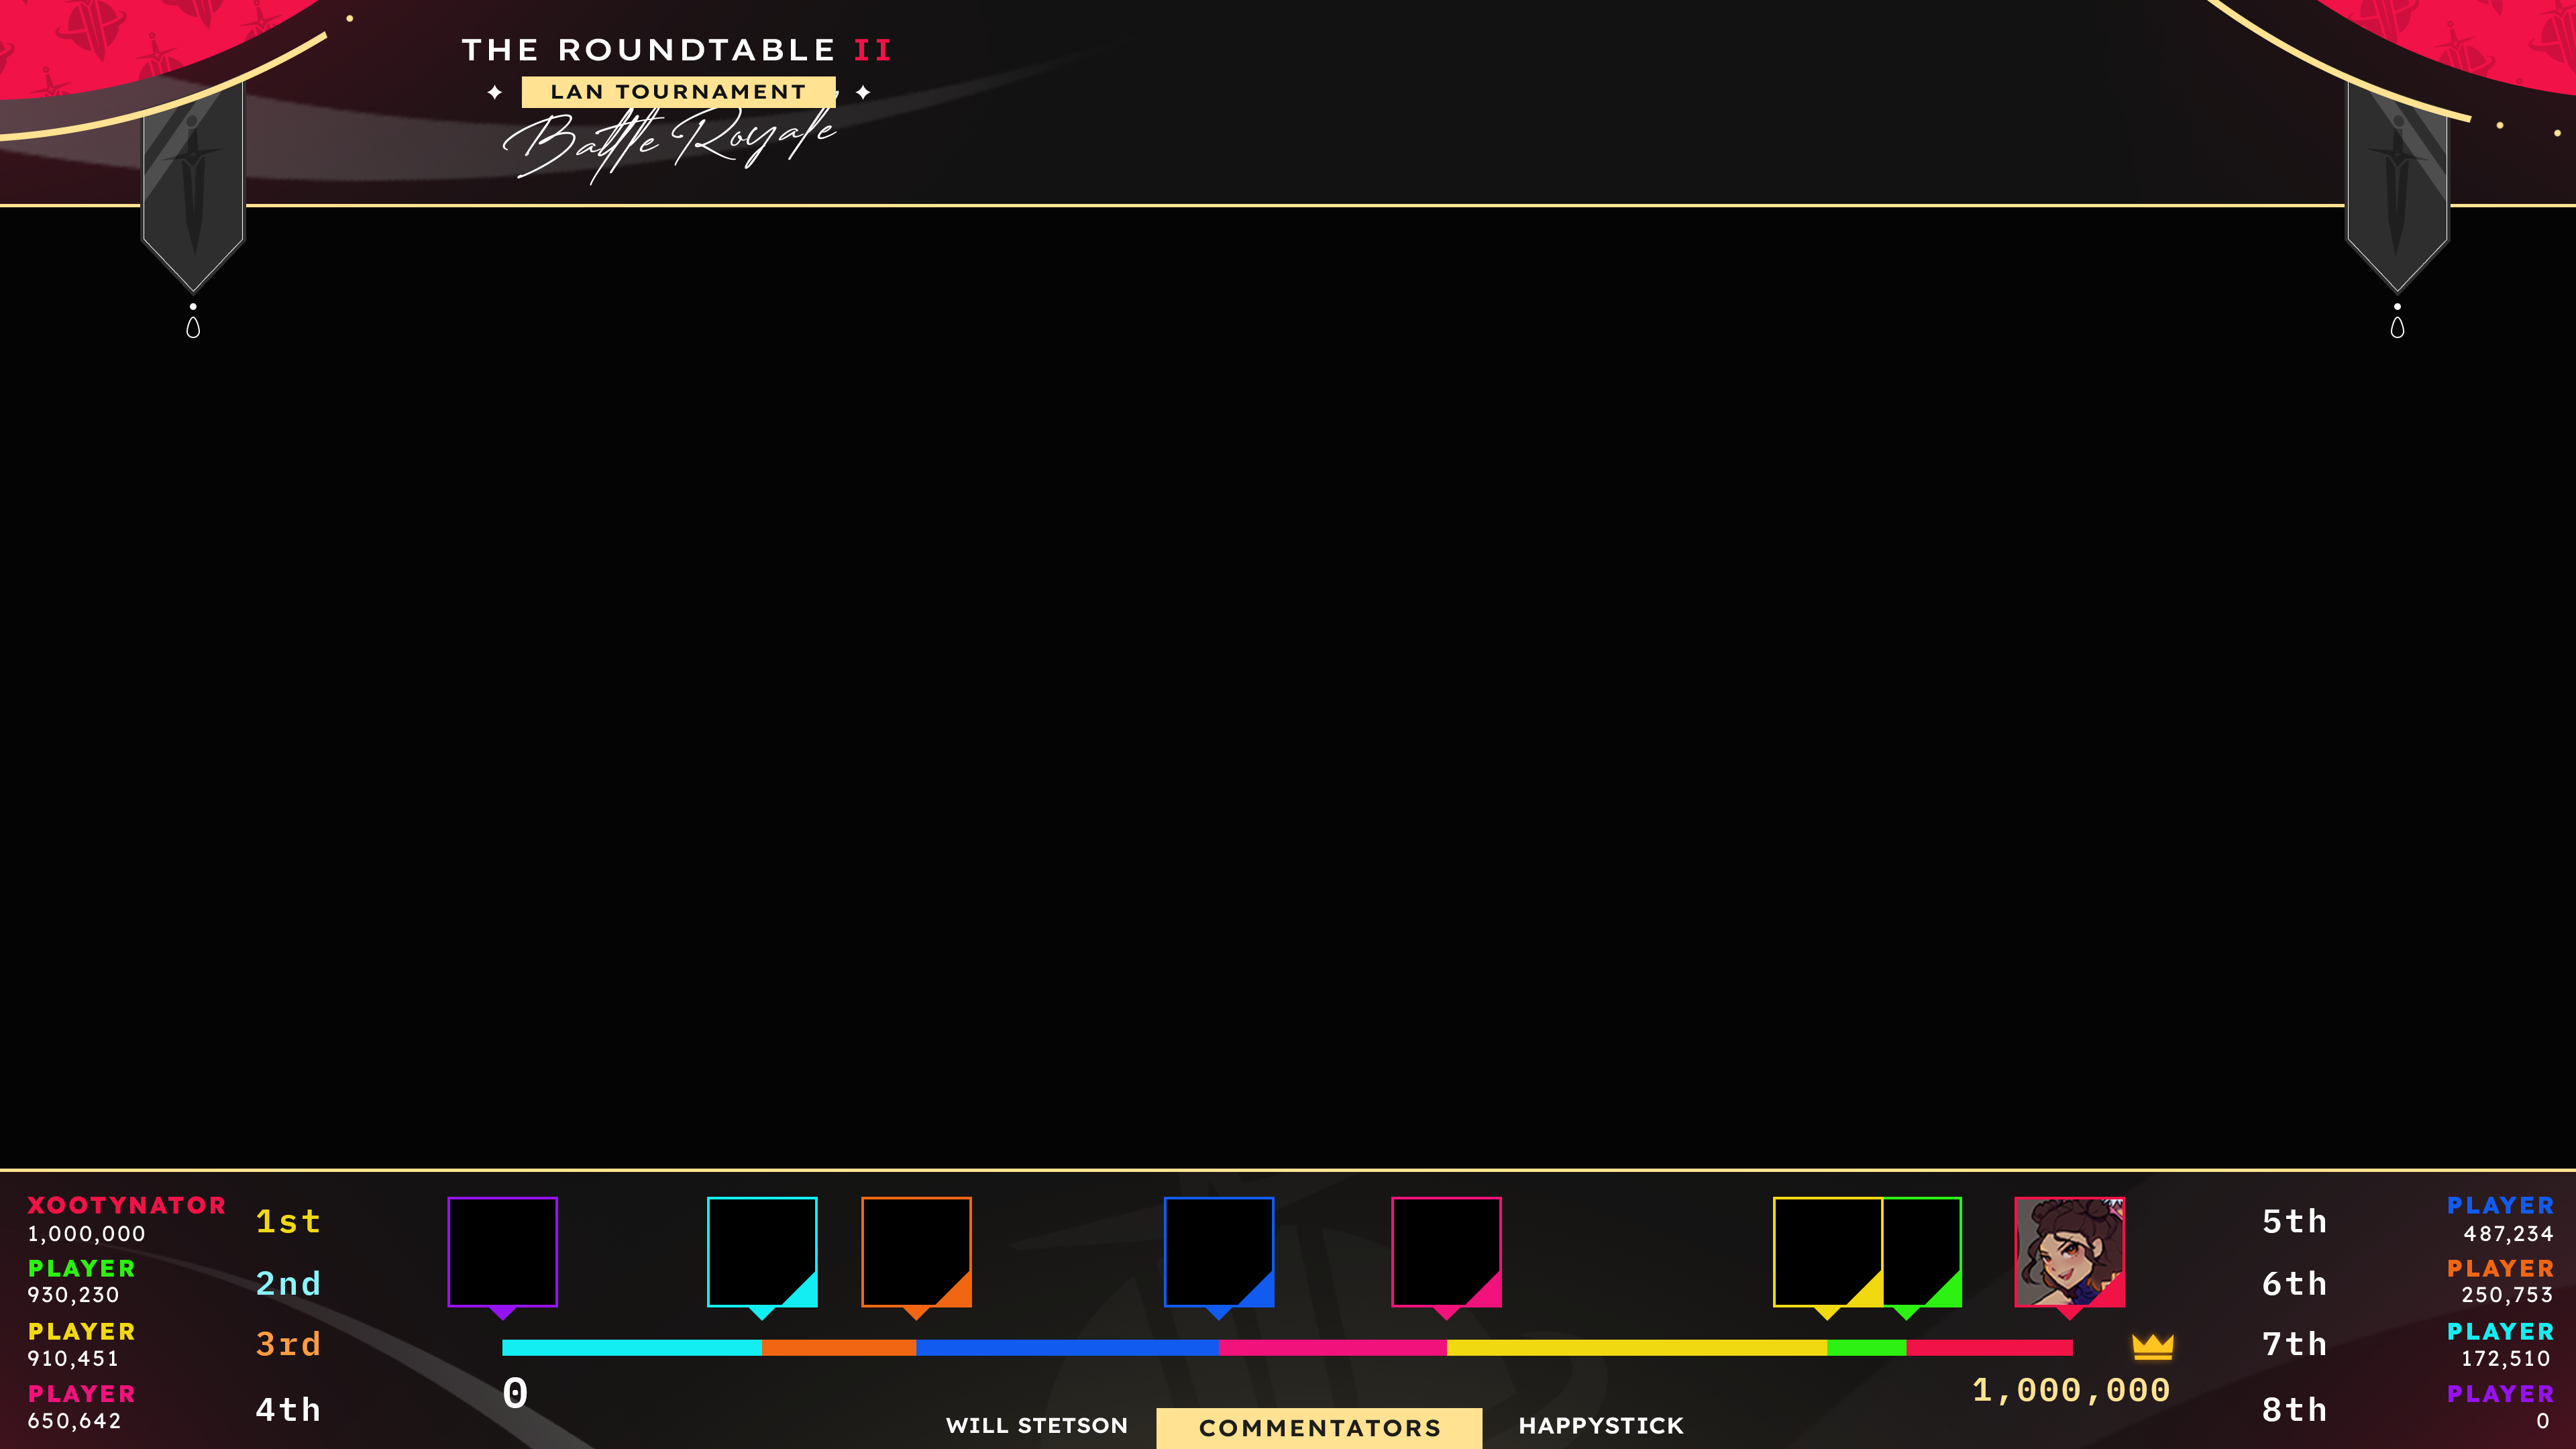 THE ROUNDTABLE II
LAN TOURNAMENT
Battle Royale
XOOTYNATOR
1,000,000
1st
PLAYER
930,230
2nd
PLAYER
910,451
3rd
PLAYER
650,642
4th
0
1,000,000
WILL STETSON
COMMENTATORS
HAPPYSTICK
5th
PLAYER
487,234
6th
PLAYER
250,753
7th
PLAYER
172,510
8th
PLAYER
0